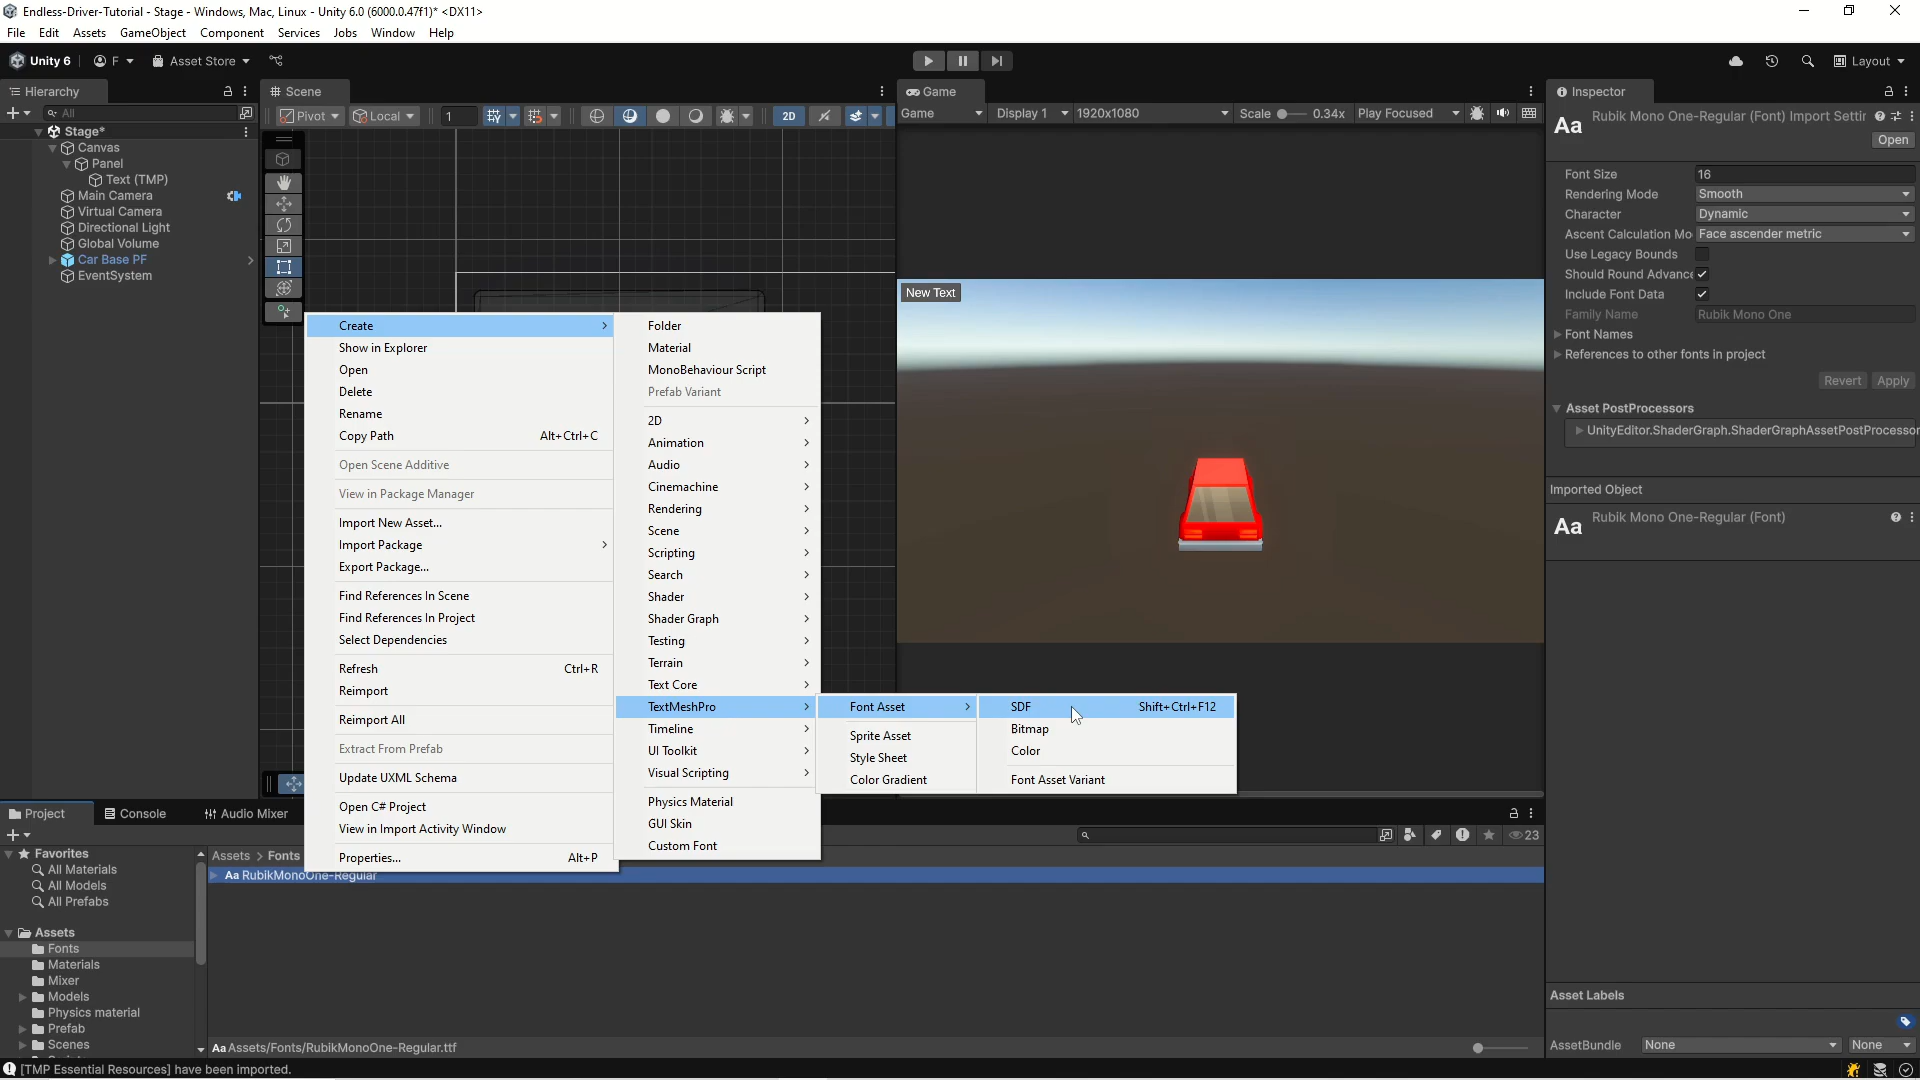 Endless-Driver-Tutorial - Stage - Windows, Mac, Linux - Unity 6.0 (6000.0.47f1)* <DX11>
File Edit Assets GameObject Component Services Jobs Window Help
Unity 6 F Asset Store Layout
Hierarchy
All
Stage*
Canvas
Panel
Text (TMP)
Main Camera
Virtual Camera
Directional Light
Global Volume
Car Base PF
EventSystem
Scene
Pivot Local 1 2D
Create
Show in Explorer
Open
Delete
Rename
Copy Path Alt+Ctrl+C
Open Scene Additive
View in Package Manager
Import New Asset...
Import Package
Export Package...
Find References In Scene
Find References In Project
Select Dependencies
Refresh Ctrl+R
Reimport
Reimport All
Extract From Prefab
Update UXML Schema
Open C# Project
View in Import Activity Window
Properties... Alt+P
Folder
Material
MonoBehaviour Script
Prefab Variant
2D
Animation
Audio
Cinemachine
Rendering
Scene
Scripting
Search
Shader
Shader Graph
Testing
Terrain
Text Core
TextMeshPro
Timeline
UI Toolkit
Visual Scripting
Physics Material
GUI Skin
Custom Font
Font Asset
Sprite Asset
Style Sheet
Color Gradient
SDF Shift+Ctrl+F12
Bitmap
Color
Font Asset Variant
Game
Game Display 1 1920x1080 Scale 0.34x Play Focused
New Text
Inspector
Aa Rubik Mono One-Regular (Font) Import Settir
Open
Font Size 16
Rendering Mode Smooth
Character Dynamic
Ascent Calculation Mo Face ascender metric
Use Legacy Bounds
Should Round Advance
Include Font Data
Family Name Rubik Mono One
Font Names
References to other fonts in project
Revert Apply
Asset PostProcessors
UnityEditor.ShaderGraph.ShaderGraphAssetPostProcessor
Imported Object
Aa Rubik Mono One-Regular (Font)
Asset Labels
AssetBundle None None
Project Console Audio Mixer
23
Favorites
All Materials
All Models
All Prefabs
Assets
Fonts
Materials
Mixer
Models
Physics material
Prefab
Scenes
Assets > Fonts
Aa RubikMonoOne-Regular
Aa Assets/Fonts/RubikMonoOne-Regular.ttf
[TMP Essential Resources] have been imported.